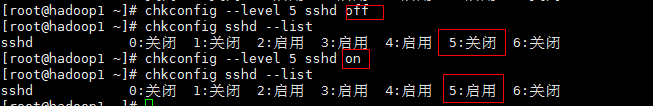 [root@hadoop1 ~]# chkconfig --level 5 sshd off
[root@hadoop1 ~]# chkconfig sshd --list
sshd 0:关闭 1:关闭 2:启用 3:启用 4:启用 5:关闭 6:关闭
[root@hadoop1 ~]# chkconfig --level 5 sshd on
[root@hadoop1 ~]# chkconfig sshd --list
sshd 0:关闭 1:关闭 2:启用 3:启用 4:启用 5:启用 6:关闭
[root@hadoop1 ~]#